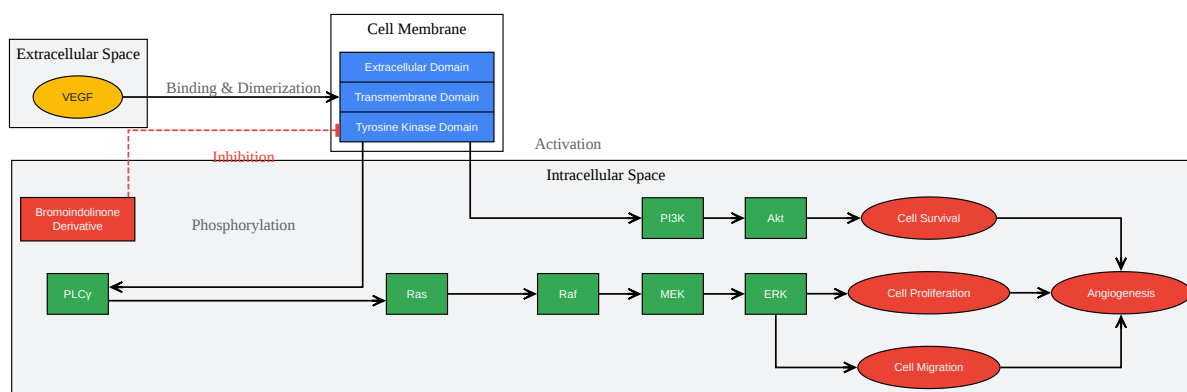 Cell Membrane
Extracellular Space
Extracellular Domain
Binding & Dimerization
VEGF
Transmembrane Domain
Tyrosine Kinase Domain
Activation
Inhibition
Intracellular Space
Bromoindolinone
Derivative
Phosphorylation
PI3K
Akt
Cell Survival
PLCγ
Ras
Raf
MEK
ERK
Cell Proliferation
Angiogenesis
Cell Migration